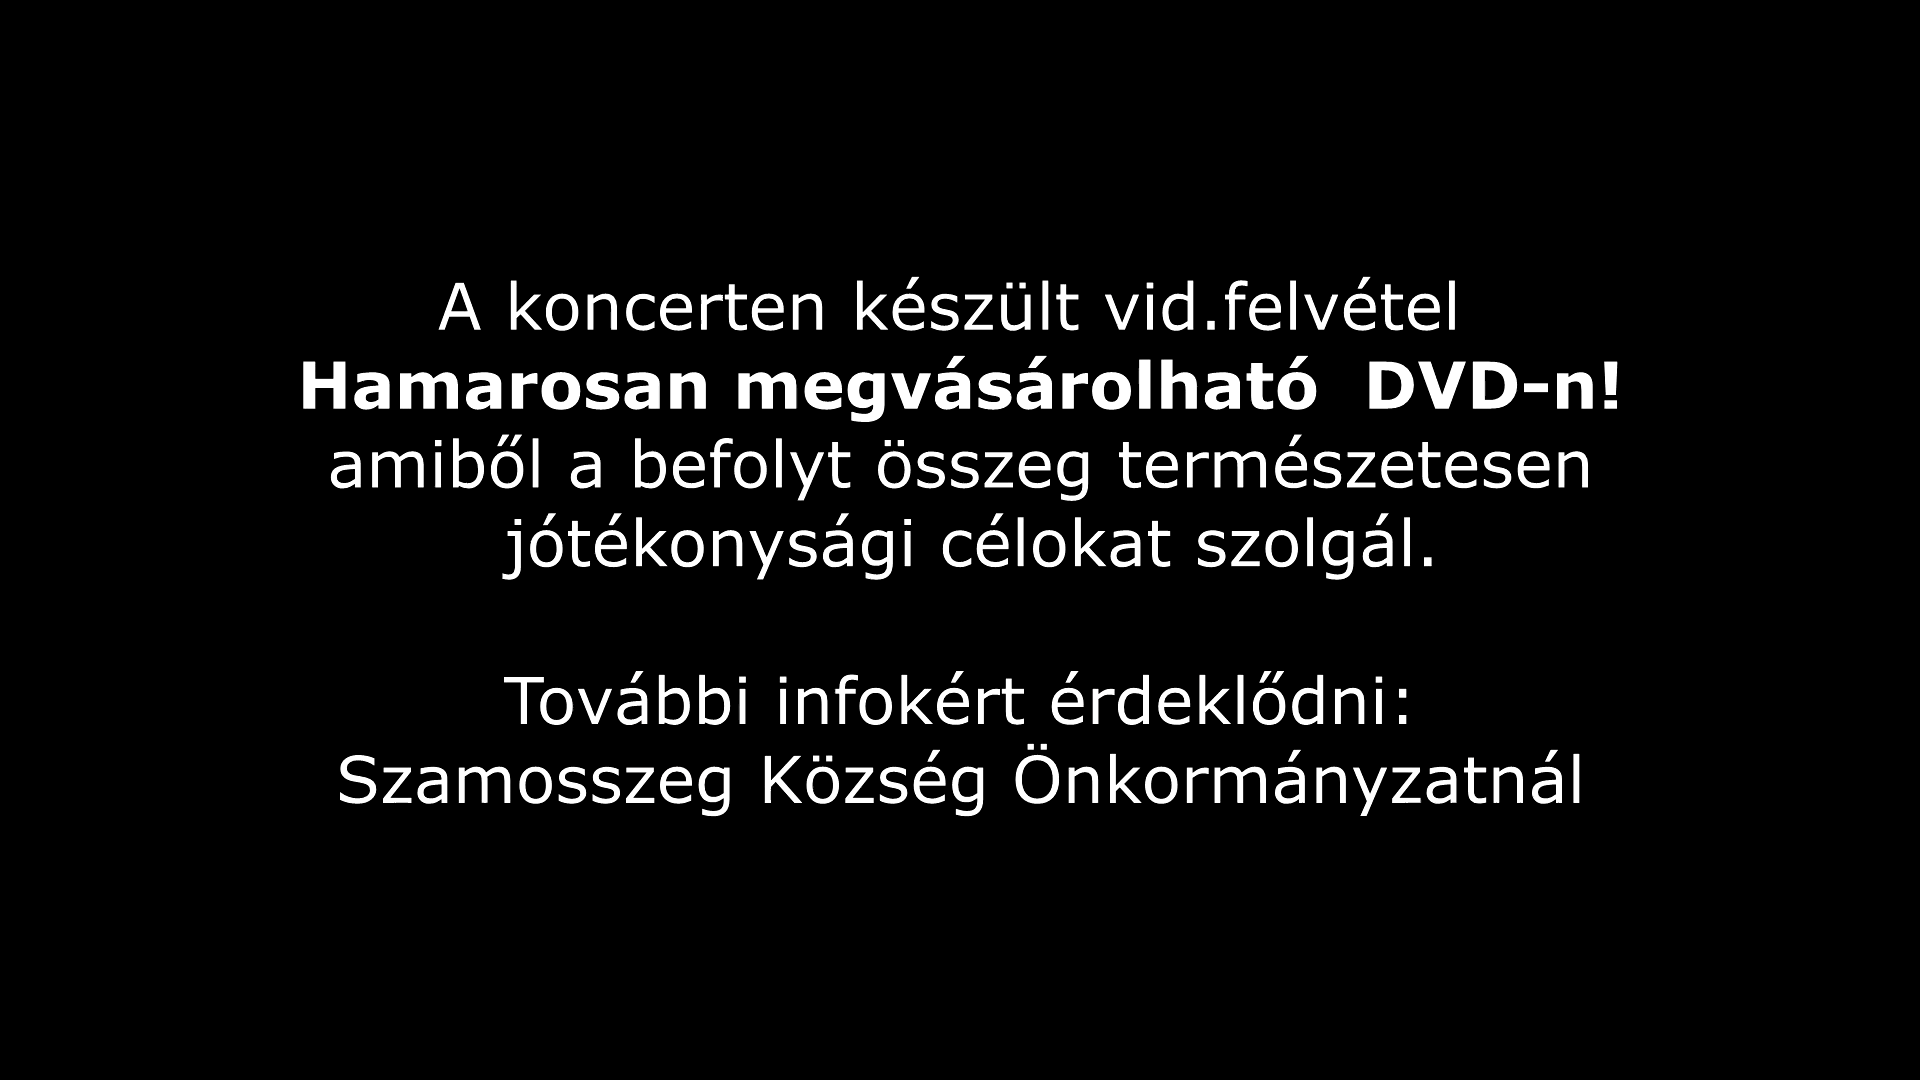 A koncerten készült vid.felvétel
Hamarosan megvásárolható  DVD-n!
amiből a befolyt összeg természetesen
jótékonysági célokat szolgál.
További infokért érdeklődni:
Szamosszeg Község Önkormányzatnál